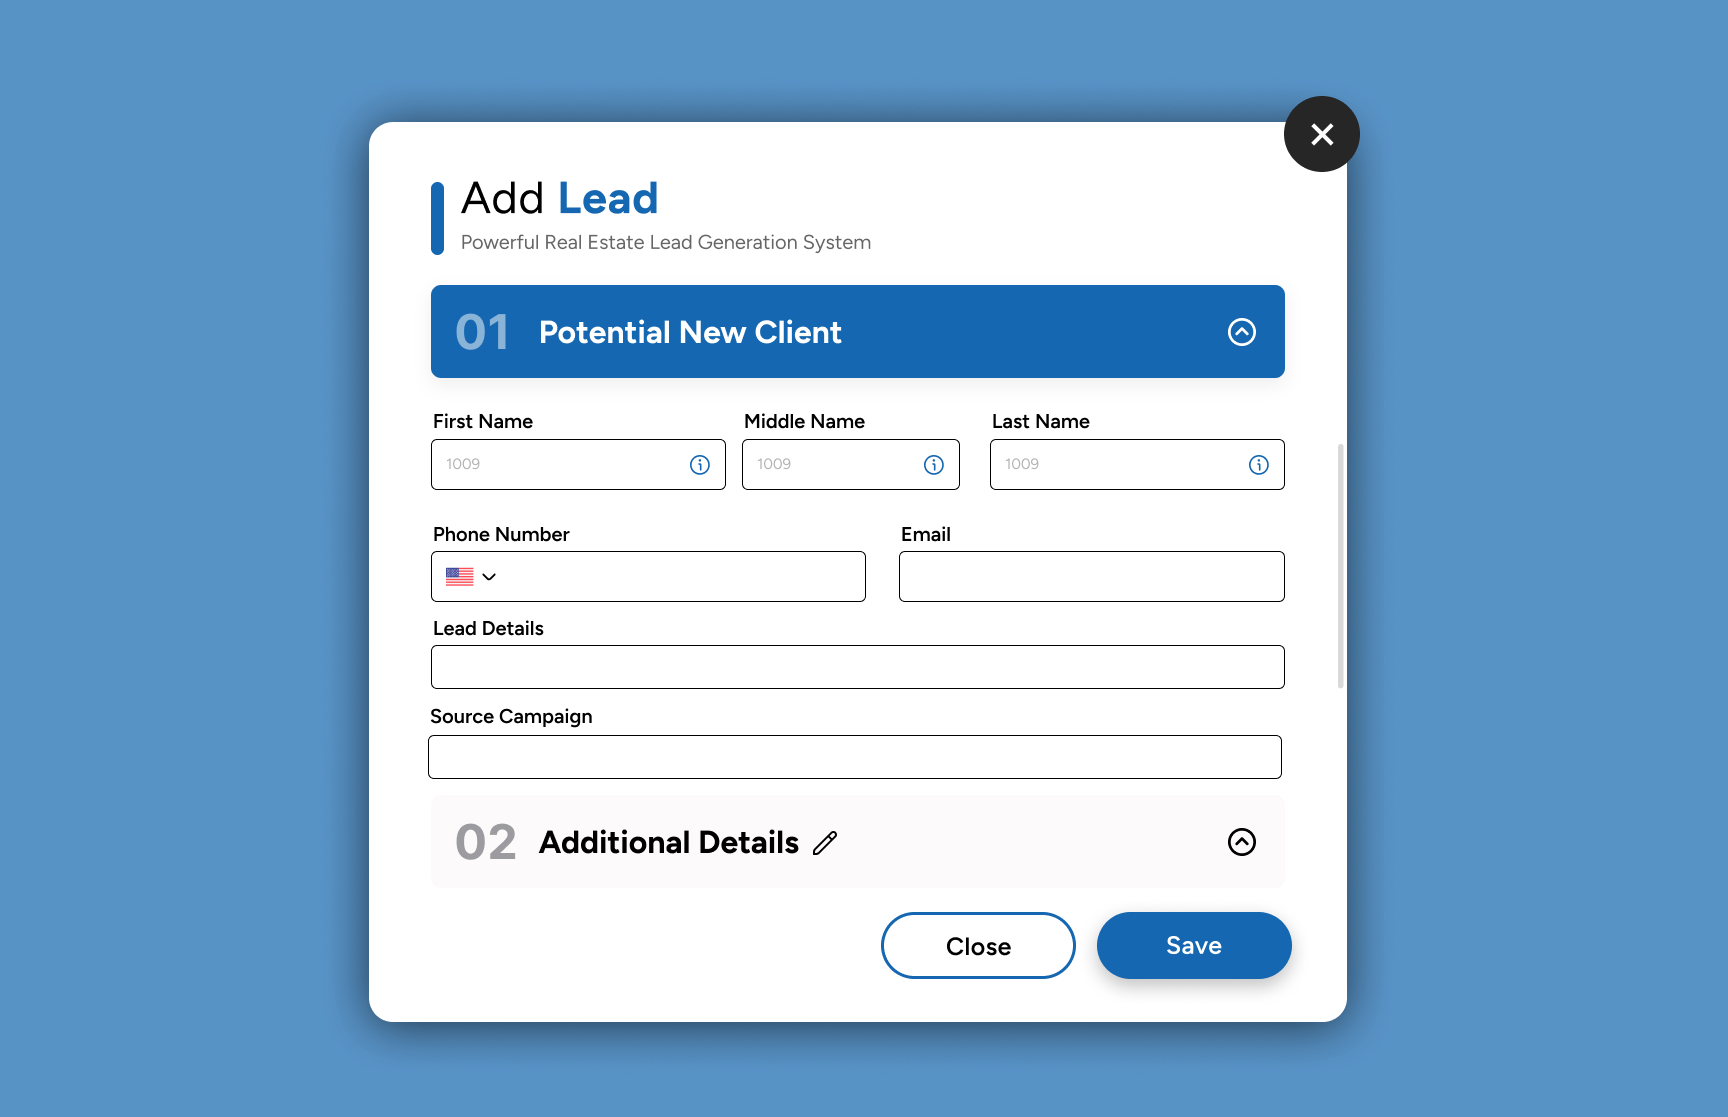 Add Lead
Powerful Real Estate Lead Generation System
01 Potential New Client
First Name Middle Name Last Name
1009 1009 1009
Phone Number Email
Lead Details
Source Campaign
02 Additional Details
Close Save